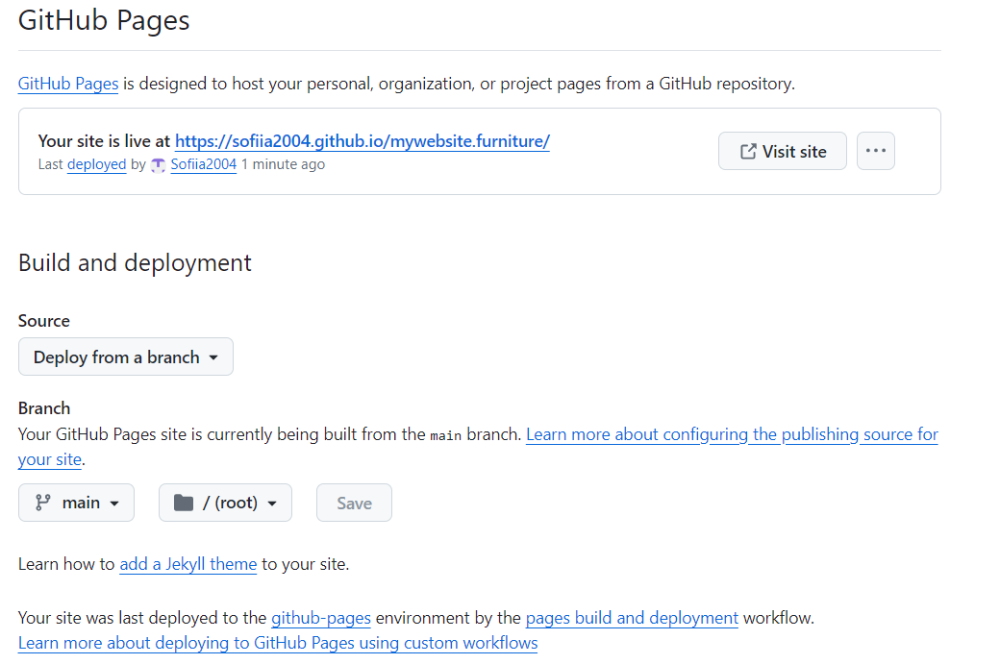 GitHub Pages
GitHub Pages is designed to host your personal, organization, or project pages from a GitHub repository.
Your site is live at https://sofiia2004.github.io/mywebsite.furniture/
Last deployed by Sofiia2004 1 minute ago
Visit site
Build and deployment
Source
Deploy from a branch
Branch
Your GitHub Pages site is currently being built from the main branch. Learn more about configuring the publishing source for
your site.
main
/ (root)
Save
Learn how to add a Jekyll theme to your site.
Your site was last deployed to the github-pages environment by the pages build and deployment workflow.
Learn more about deploying to GitHub Pages using custom workflows